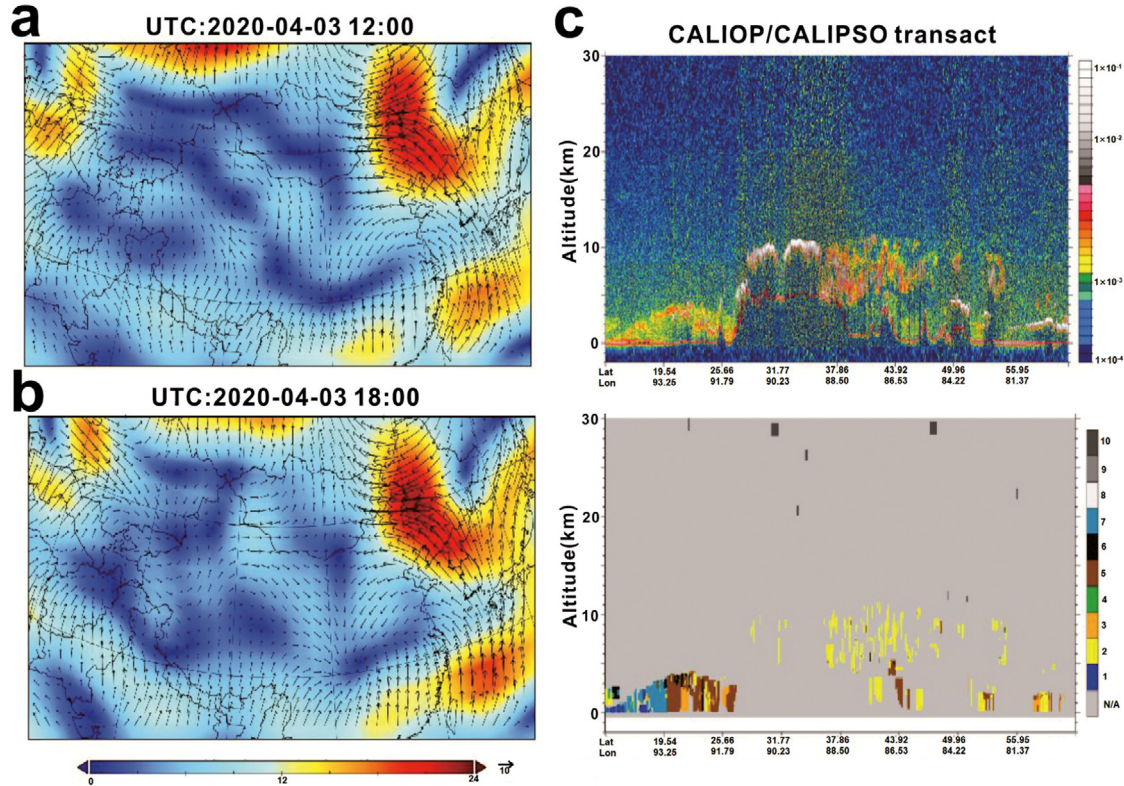 a
UTC:2020-04-03 12:00
b
UTC:2020-04-03 18:00
0
12
24
10
c
CALIOP/CALIPSO transact
Altitude(km)
30
20
10
0
1×10⁻¹
1×10⁻²
1×10⁻³
1×10⁻⁴
Lat 19.54 25.66 31.77 37.86 43.92 49.96 55.95
Lon 93.25 91.79 90.23 88.50 86.53 84.22 81.37
Altitude(km)
30
20
10
0
10
9
8
7
6
5
4
3
2
1
N/A
Lat 19.54 25.66 31.77 37.86 43.92 49.96 55.95
Lon 93.25 91.79 90.23 88.50 86.53 84.22 81.37